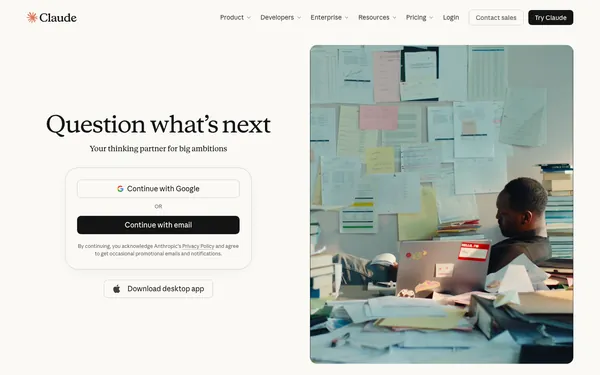 Claude
Product
Developers
Enterprise
Resources
Pricing
Login
Contact sales
Try Claude
Question what's next
Your thinking partner for big ambitions
Continue with Google
OR
Continue with email
By continuing, you acknowledge Anthropic's Privacy Policy and agree
to get occasional promotional emails and notifications.
Download desktop app